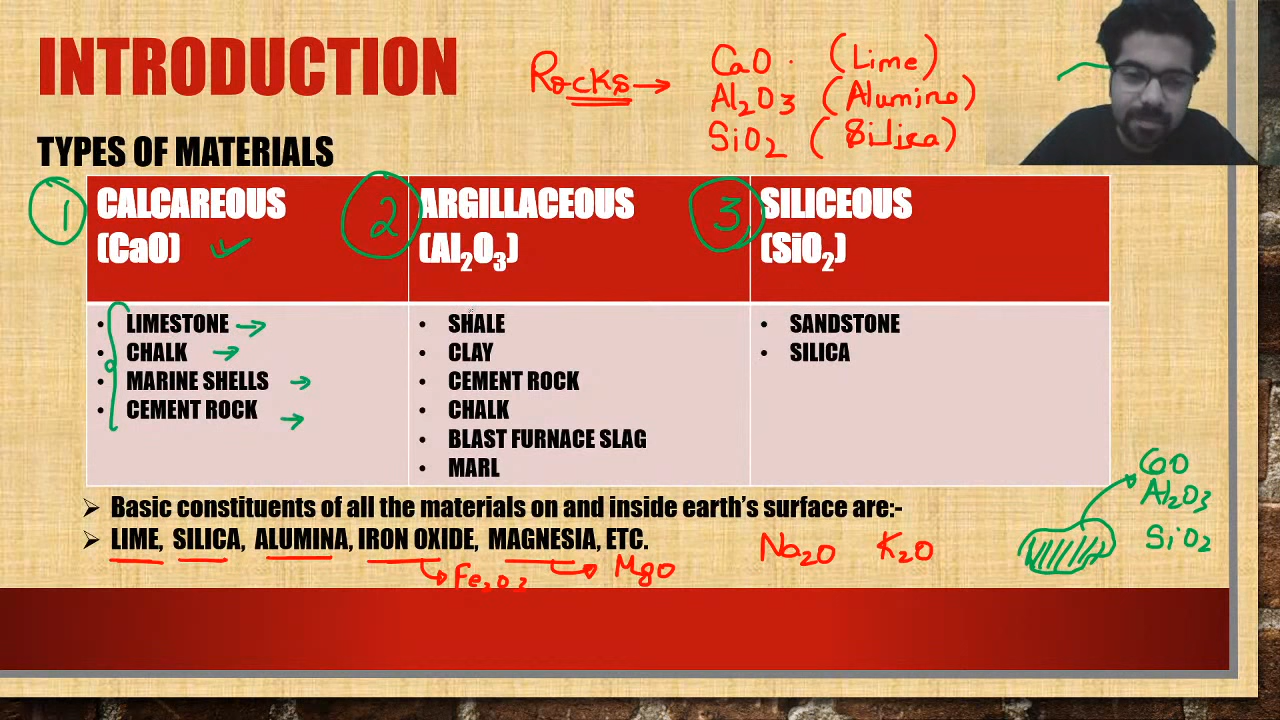 INTRODUCTION
Rocks → CaO (Lime)
Al₂O₃ (Alumina)
SiO₂ (Silica)
TYPES OF MATERIALS
1 CALCAREOUS (CaO) ✓
2 ARGILLACEOUS (Al₂O₃)
3 SILICEOUS (SiO₂)
• LIMESTONE →
• CHALK →
• MARINE SHELLS →
• CEMENT ROCK →
• SHALE
• CLAY
• CEMENT ROCK
• CHALK
• BLAST FURNACE SLAG
• MARL
• SANDSTONE
• SILICA
➢ Basic constituents of all the materials on and inside earth's surface are:-
➢ LIME, SILICA, ALUMINA, IRON OXIDE, MAGNESIA, ETC.
Fe₂O₃
MgO
Na₂O K₂O
CaO
Al₂O₃
SiO₂